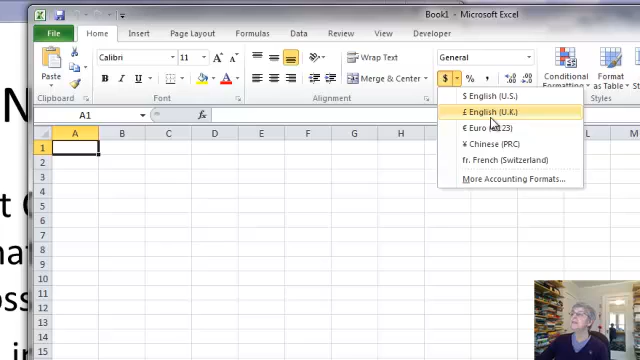 Book1 - Microsoft Excel
File Home Insert Page Layout Formulas Data Review View
Calibri 11 Wrap Text General
Paste B I U Merge & Center $ % , Conditional Format
Formatting as Table
Clipboard Font Alignment Styles
$ English (U.S.)
A1 fx
£ English (U.K.)
A B C D E F G H L
€ Euro 123)
¥ Chinese (PRC)
fr. French (Switzerland)
More Accounting Formats...
1
2
3
4
5
6
7
8
9
10
11
12
13
14
15